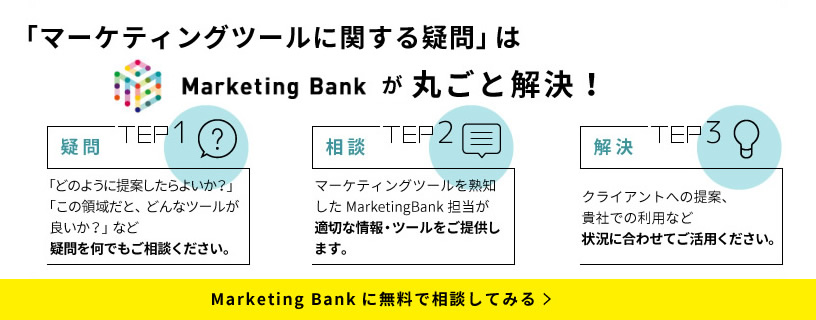 「マーケティングツールに関する疑問」は
Marketing Bank が 丸ごと解決！
疑問 TEP1
「どのように提案したらよいか？」
「この領域だと、どんなツールが
良いか？」など
疑問を何でもご相談ください。
相談 TEP2
マーケティングツールを熟知
した MarketingBank 担当が
適切な情報・ツールをご提供し
ます。
解決 TEP3
クライアントへの提案、
貴社での利用など
状況に合わせてご活用ください。
Marketing Bank に無料で相談してみる >